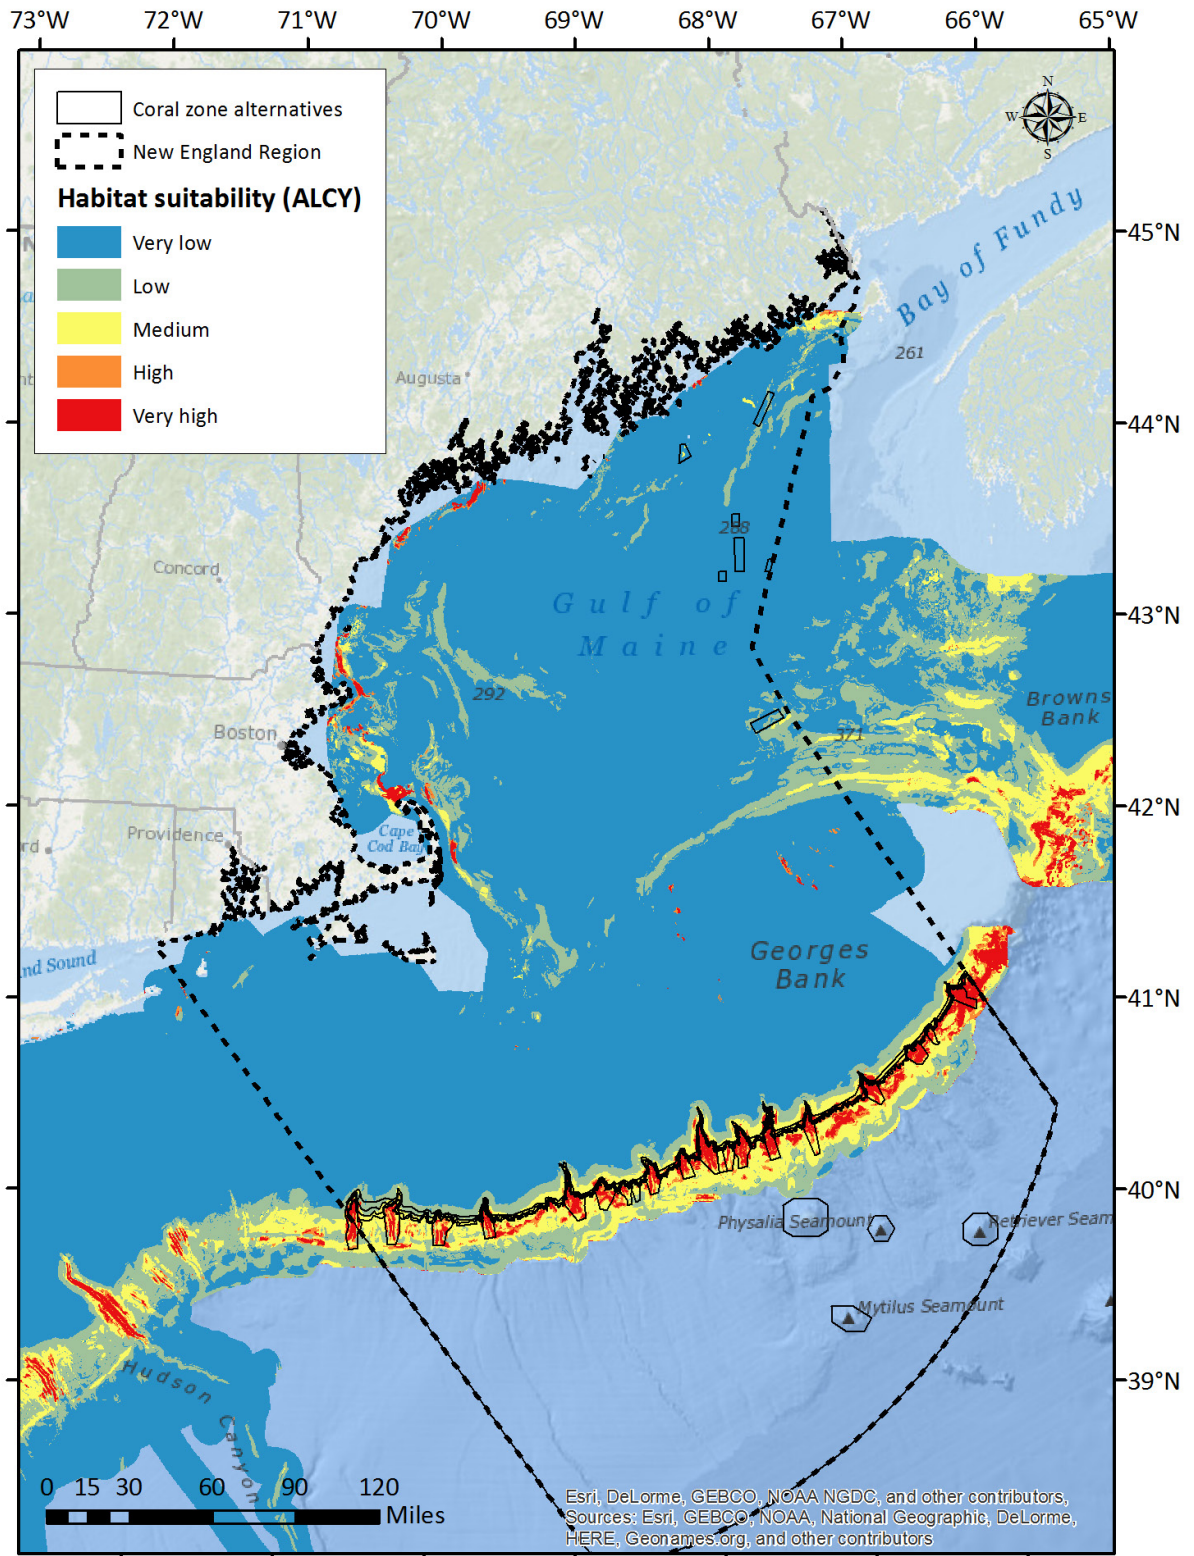 73°W 72°W 71°W 70°W 69°W 68°W 67°W 66°W 65°W
Coral zone alternatives
New England Region
Habitat suitability (ALCY)
Very low
Low
Medium
High
Very high
N
W E
S
45°N
44°N
43°N
42°N
41°N
40°N
39°N
Bay of Fundy
261
Augusta
288
Concord
Gulf of
Maine
292
Browns
Bank
371
Boston
Providence
rd
Cape
Cod Bay
nd Sound
Georges
Bank
Physalia Seamount
Retriever Seam
Mytilus Seamount
Hudson Canyon
0 15 30 60 90 120
Miles
Esri, DeLorme, GEBCO, NOAA NGDC, and other contributors,
Sources: Esri, GEBCO, NOAA, National Geographic, DeLorme,
HERE, Geonames.org, and other contributors